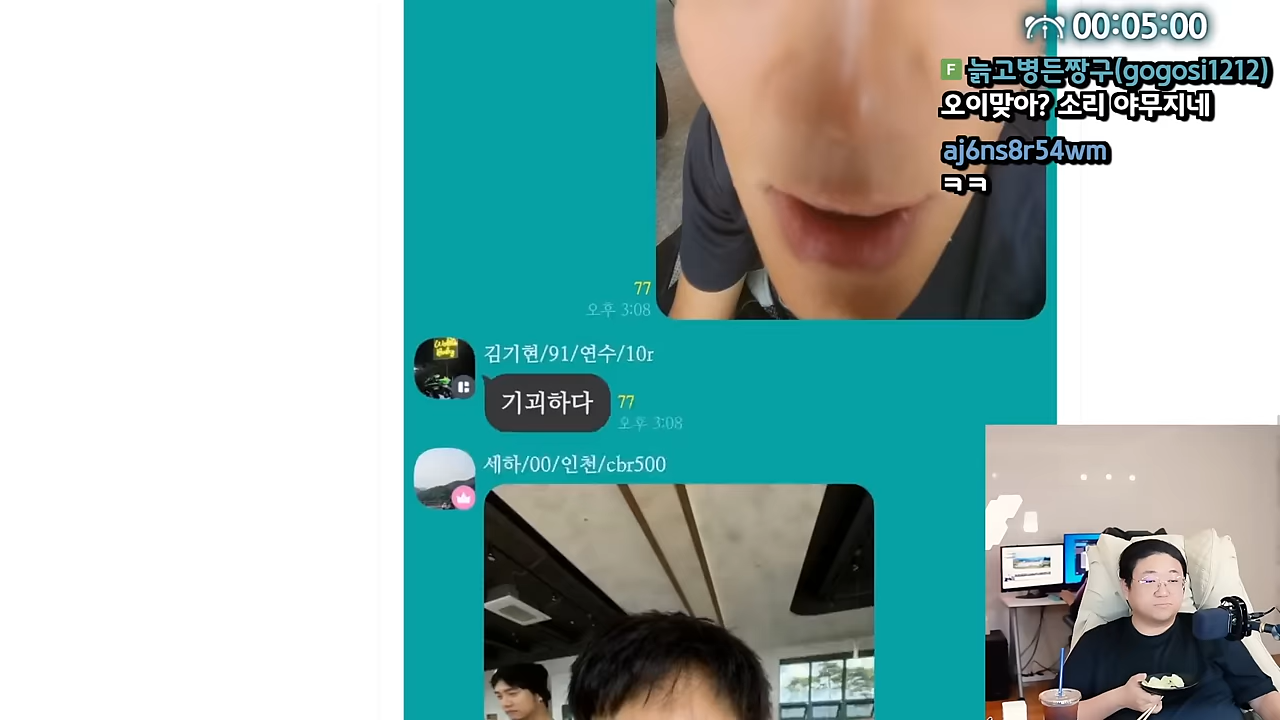 00:05:00
F 늙고병든짱구(gogosi1212)
오이맞아? 소리 야무지네
aj6ns8r54wm
ㅋㅋ
77
오후 3:08
김기현/91/연수/10r
기괴하다
77
오후 3:08
세하/00/인천/cbr500